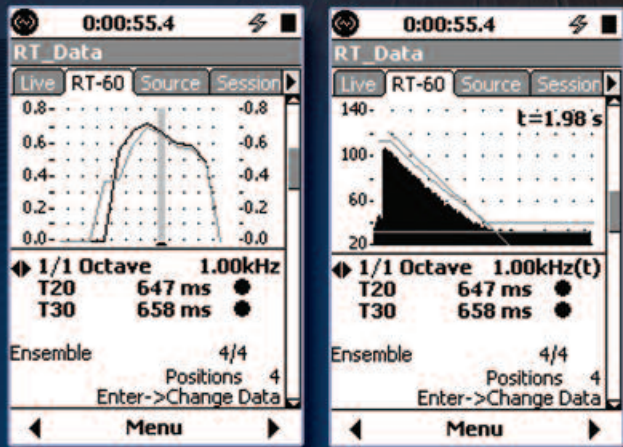 0:00:55.4
RT_Data
Live RT-60 Source Session
0.8- -0.8
0.6- -0.6
0.4- -0.4
0.2- -0.2
0.0- -0.0
1/1 Octave 1.00kHz
T20 647 ms
T30 658 ms
Ensemble 4/4
Positions 4
Enter->Change Data
Menu
0:00:55.4
RT_Data
Live RT-60 Source Session
140-
t=1.98 s
100-
60-
20
1/1 Octave 1.00kHz(t)
T20 647 ms
T30 658 ms
Ensemble 4/4
Positions 4
Enter->Change Data
Menu